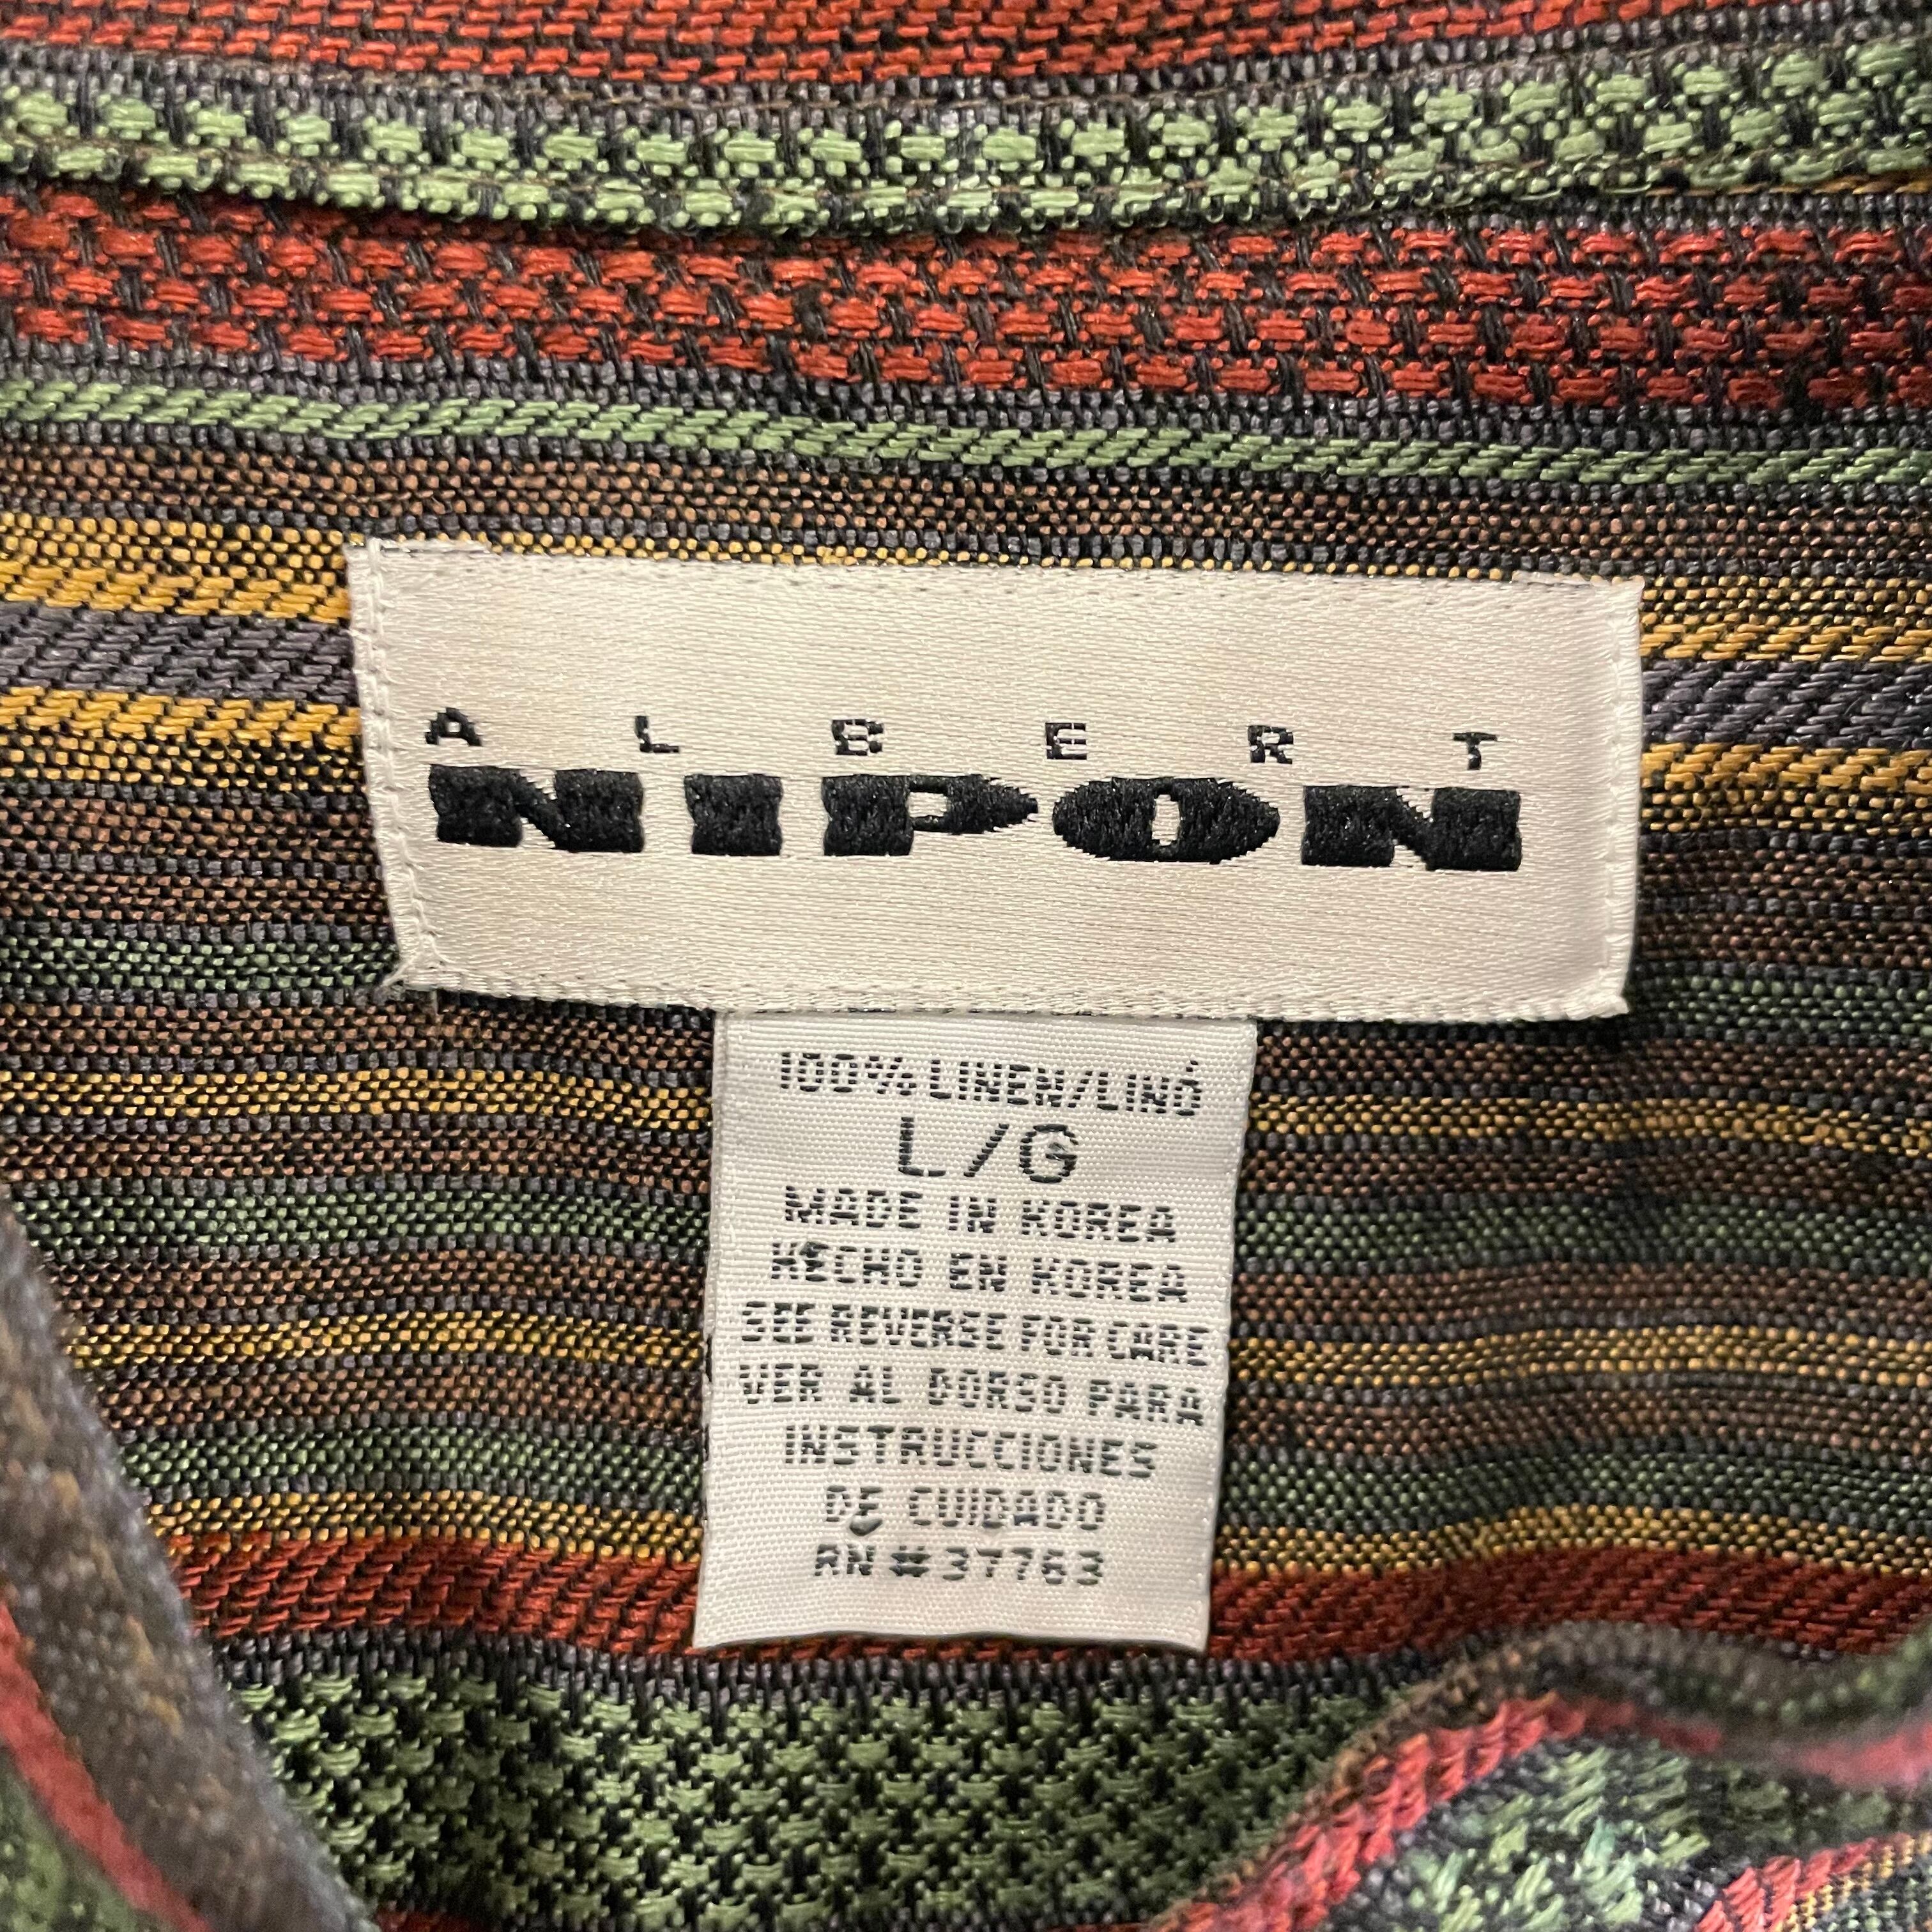 ALBERT
NIPON
100% LINEN/LINÓ
L/G
MADE IN KOREA
HECHO EN KOREA
SEE REVERSE FOR CARE
VER AL DORSO PARA
INSTRUCCIONES
DE CUIDADO
RN #37763